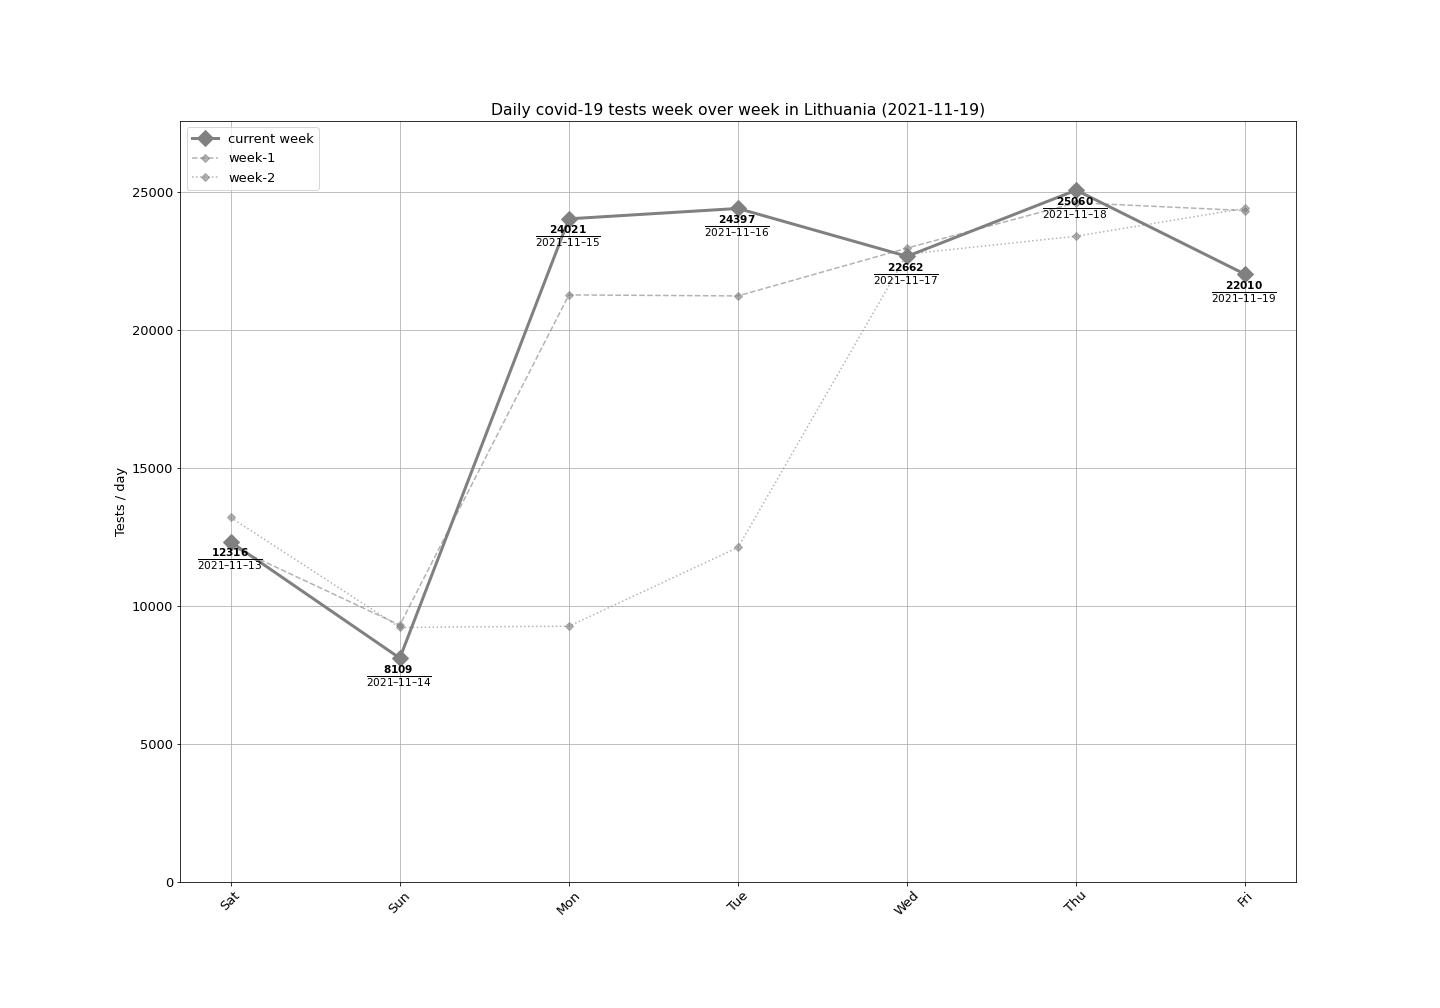 Daily covid-19 tests week over week in Lithuania (2021-11-19)
current week
week-1
week-2
Tests / day
25000
20000
15000
10000
5000
0
12316
2021-11-13
8109
2021-11-14
24021
2021-11-15
24397
2021-11-16
22662
2021-11-17
25060
2021-11-18
22010
2021-11-19
Sat
Sun
Mon
Tue
Wed
Thu
Fri